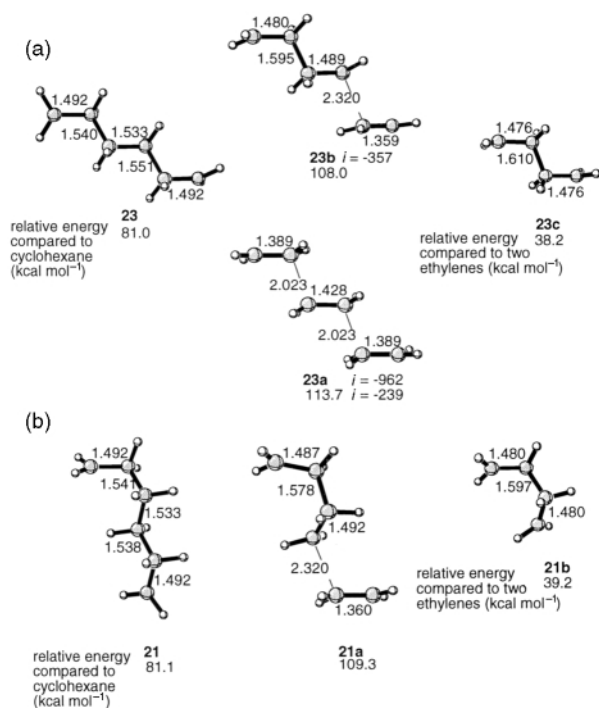 (a)
1.492
1.540
1.533
1.551
1.492
23
81.0
relative energy
compared to
cyclohexane
(kcal mol⁻¹)
1.480
1.595
1.489
2.320
1.359
23b i = -357
108.0
1.476
1.610
1.476
23c
38.2
relative energy
compared to two
ethylenes (kcal mol⁻¹)
1.389
2.023
1.428
2.023
1.389
23a i = -962
113.7 i = -239
(b)
1.492
1.541
1.533
1.538
1.492
21
81.1
relative energy
compared to
cyclohexane
(kcal mol⁻¹)
1.487
1.578
1.492
2.320
1.360
21a
109.3
1.480
1.597
1.480
21b
39.2
relative energy
compared to two
ethylenes (kcal mol⁻¹)